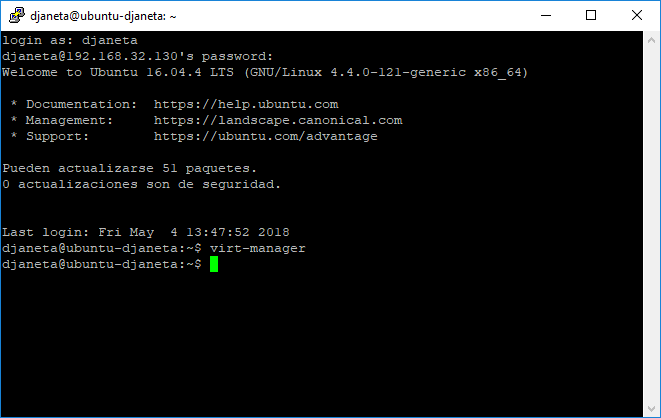 djaneta@ubuntu-djaneta: ~
login as: djaneta
djaneta@192.168.32.130's password:
Welcome to Ubuntu 16.04.4 LTS (GNU/Linux 4.4.0-121-generic x86_64)
* Documentation:  https://help.ubuntu.com
* Management:     https://landscape.canonical.com
* Support:        https://ubuntu.com/advantage
Pueden actualizarse 51 paquetes.
0 actualizaciones son de seguridad.
Last login: Fri May  4 13:47:52 2018
djaneta@ubuntu-djaneta:~$ virt-manager
djaneta@ubuntu-djaneta:~$